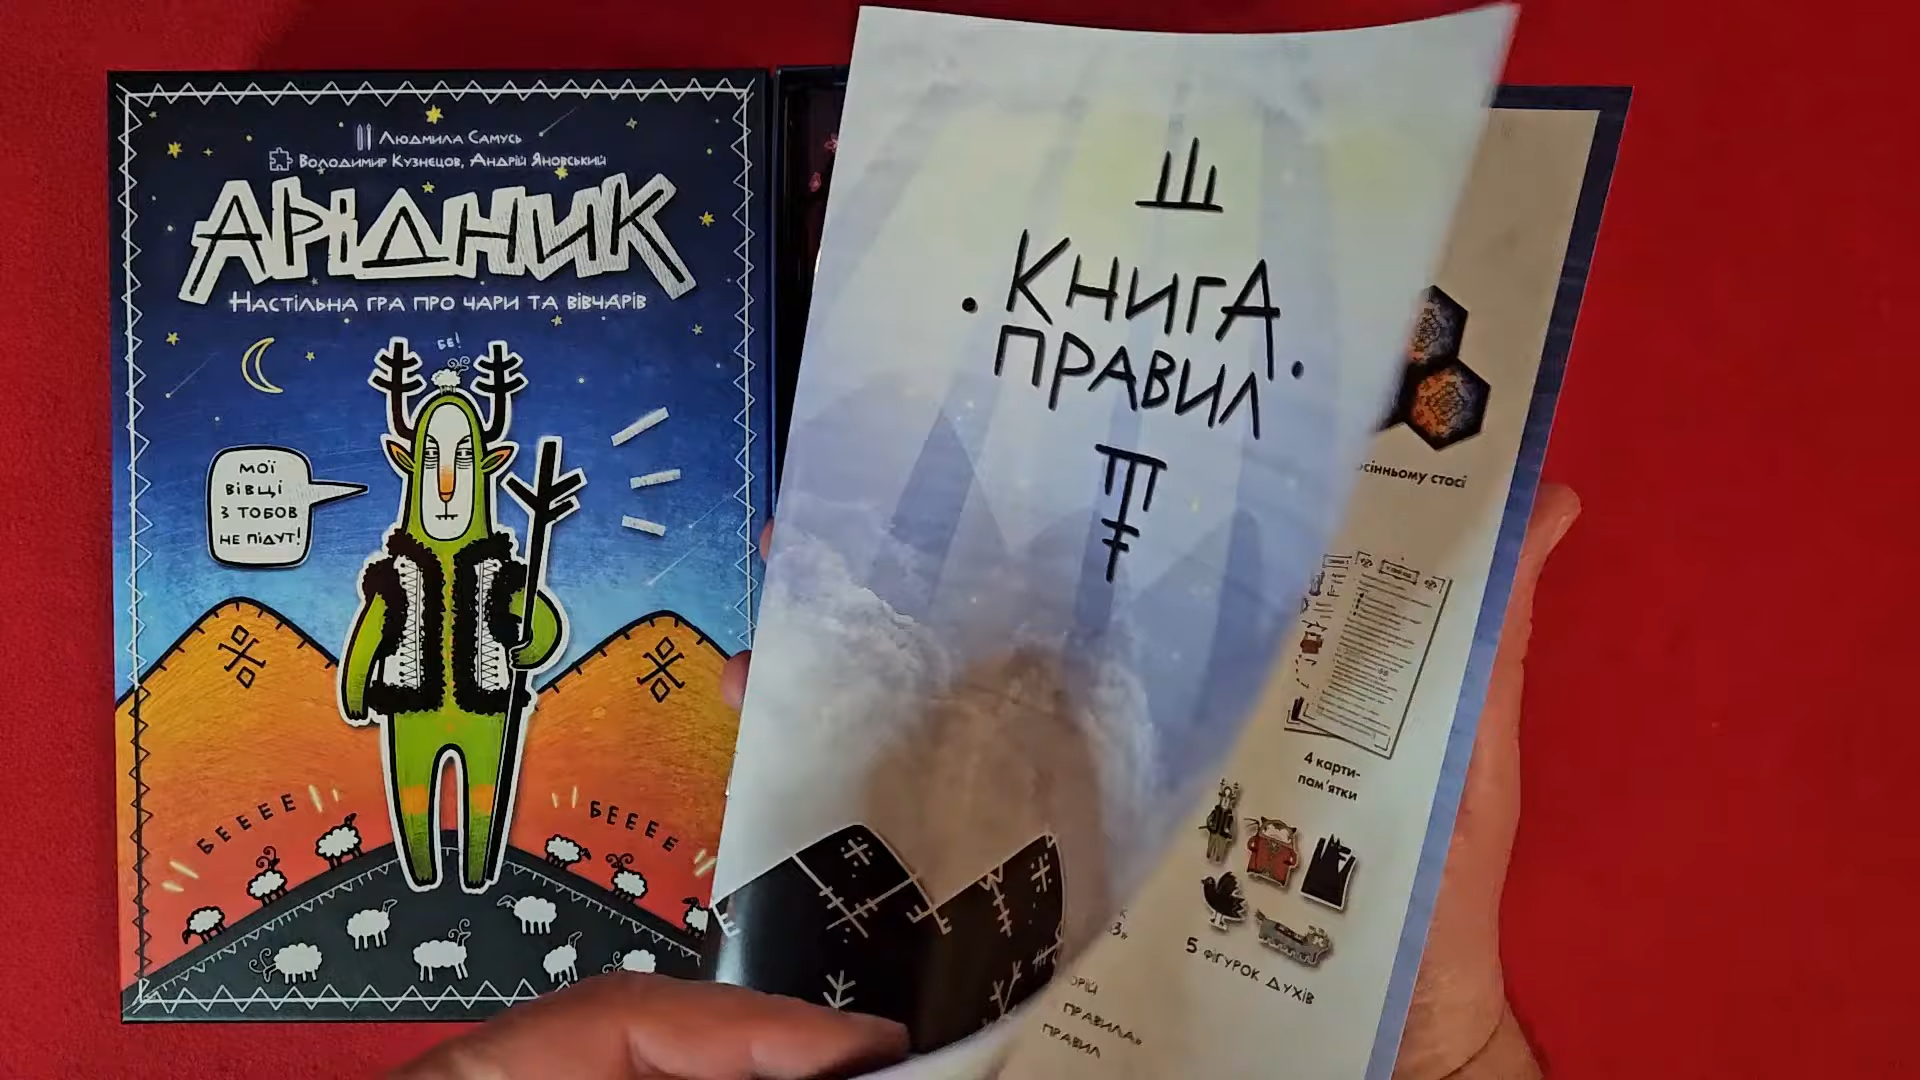 Людмила Самусь
Володимир Кузнєцов, Андрій Яновський
Арідник
Настільна гра про чари та вівчарів
Бе!
Мої
вівці
з тобов
не підут!
Бееее
Бееее
Книга
правил
осінньому стосі
4 карти-
пам'ятки
5 фігурок духів
правила»
правил